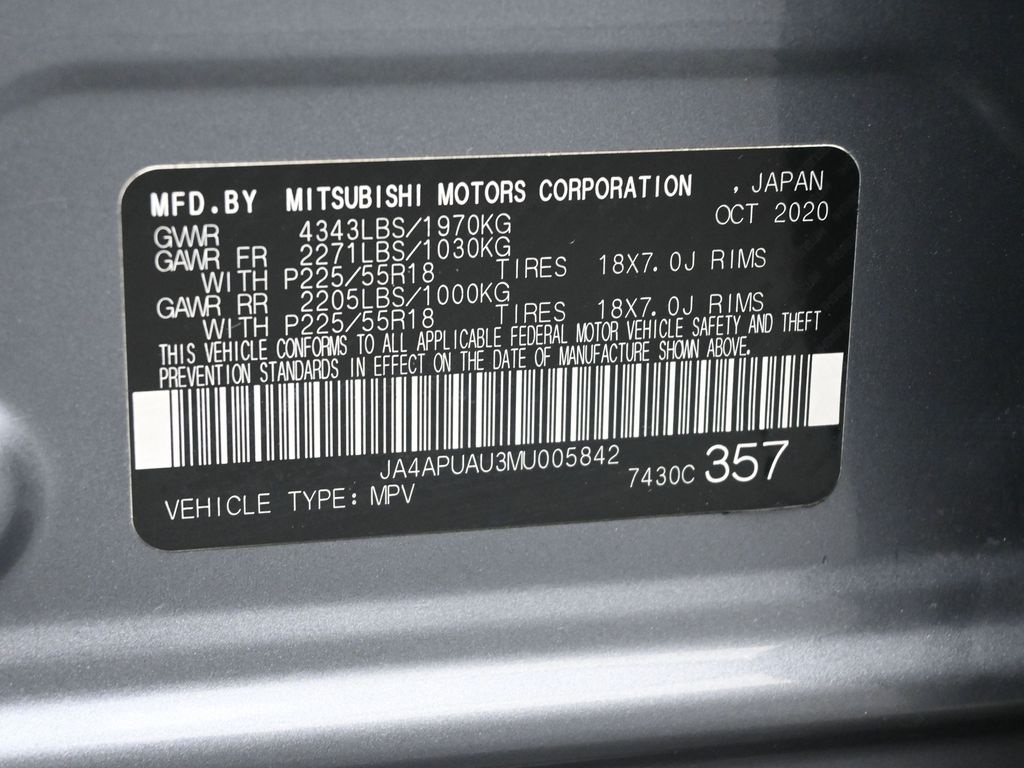 MFD.BY MITSUBISHI MOTORS CORPORATION , JAPAN
OCT 2020
GVWR 4343LBS/1970KG
GAWR FR 2271LBS/1030KG
WITH P225/55R18 TIRES 18X7.0J RIMS
GAWR RR 2205LBS/1000KG
WITH P225/55R18 TIRES 18X7.0J RIMS
THIS VEHICLE CONFORMS TO ALL APPLICABLE FEDERAL MOTOR VEHICLE SAFETY AND THEFT
PREVENTION STANDARDS IN EFFECT ON THE DATE OF MANUFACTURE SHOWN ABOVE.
JA4APUAU3MU005842
7430C 357
VEHICLE TYPE: MPV